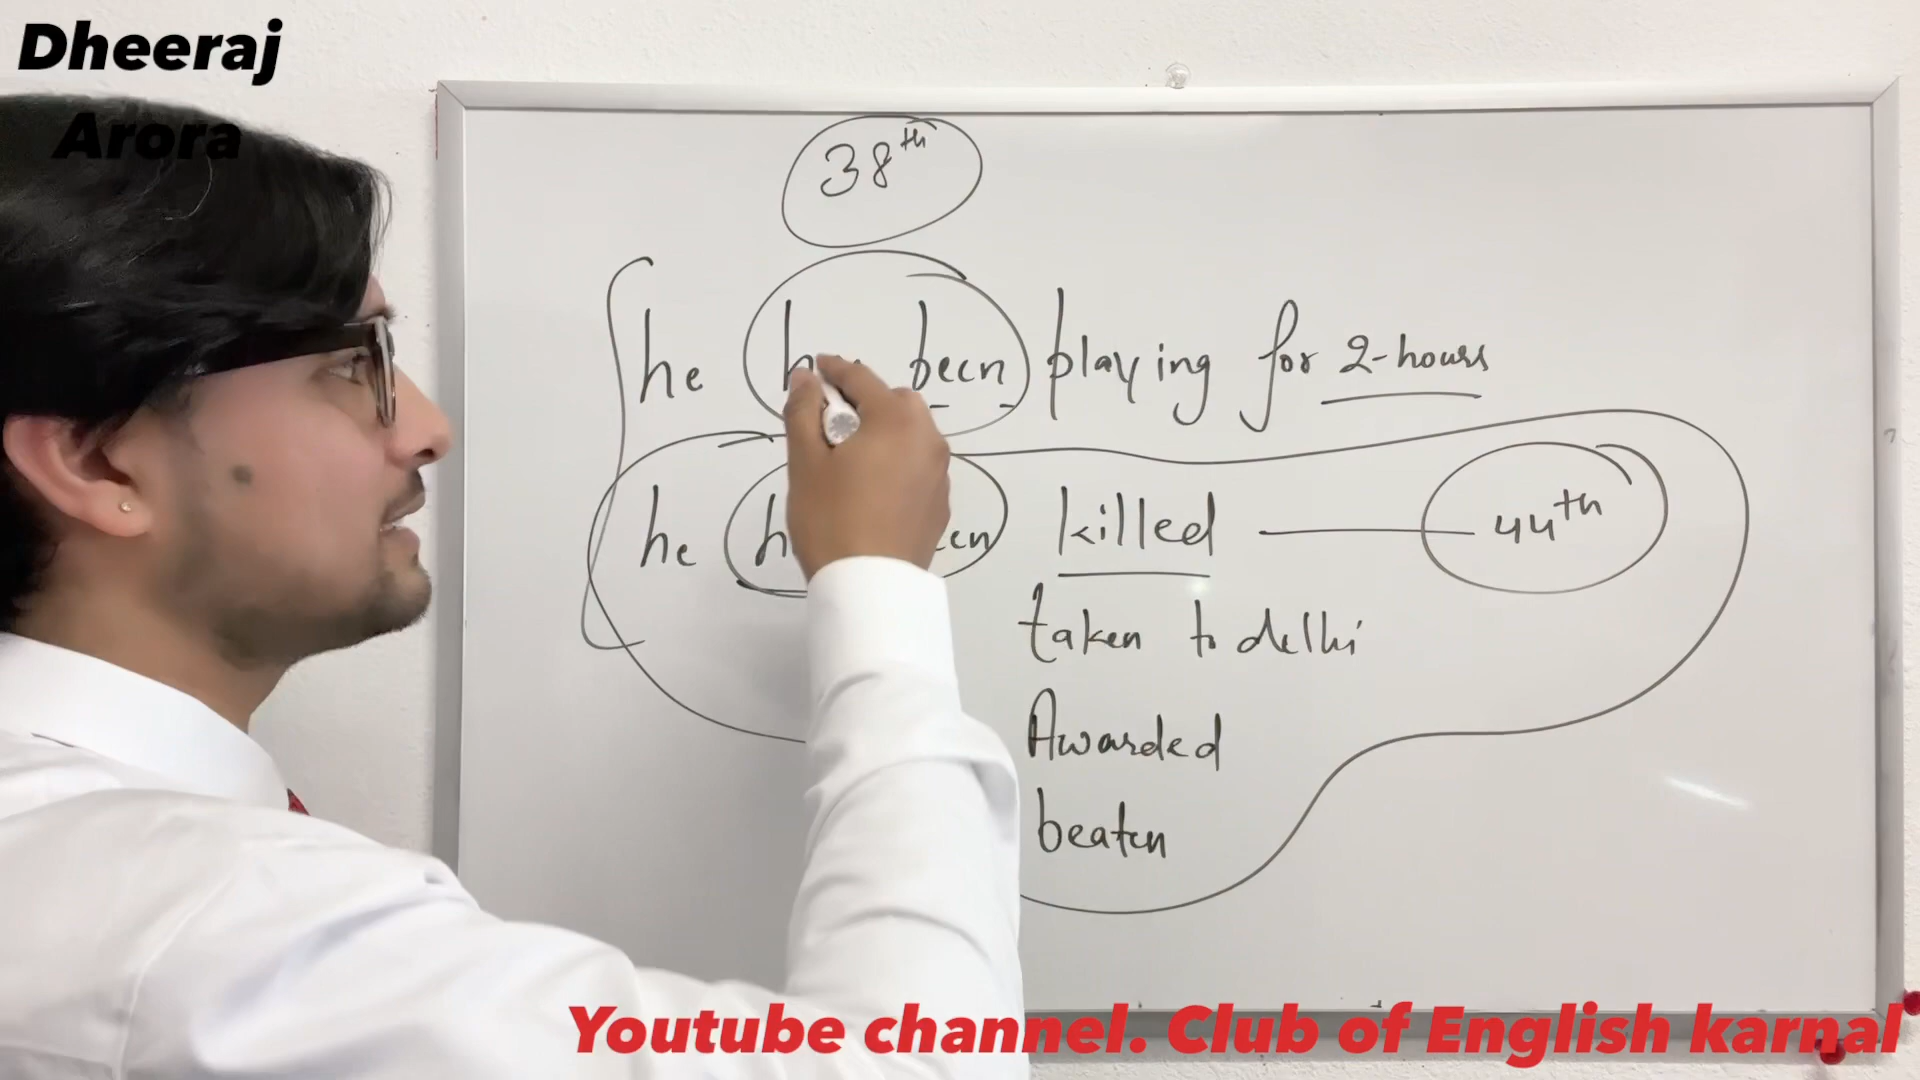 Dheeraj
Arora
38th
he been playing for 2-hours
he killed 44th
taken to delhi
Awarded
beaten
Youtube channel. Club of English karnal